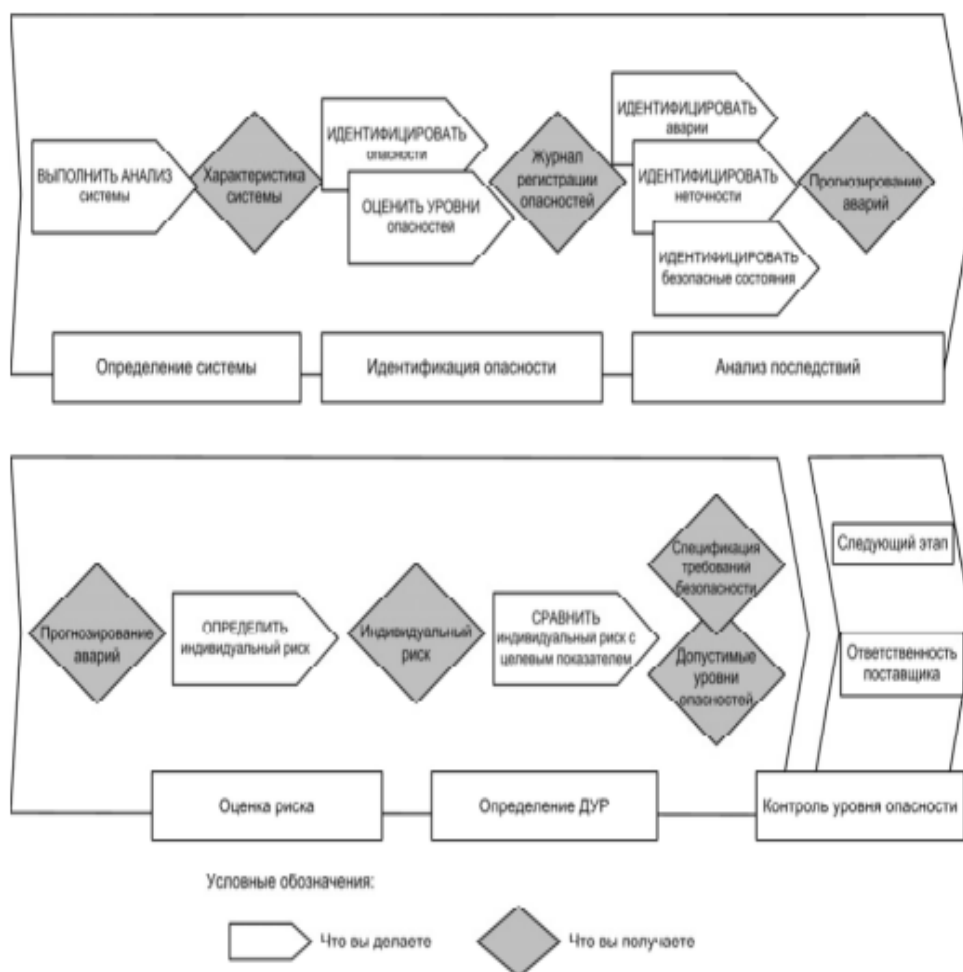 ВЫПОЛНИТЬ АНАЛИЗ
системы
Характеристика
системы
ИДЕНТИФИЦИРОВАТЬ
опасности
ОЦЕНИТЬ УРОВНИ
опасностей
Журнал
регистрации
опасностей
ИДЕНТИФИЦИРОВАТЬ
аварии
ИДЕНТИФИЦИРОВАТЬ
неточности
ИДЕНТИФИЦИРОВАТЬ
безопасные состояния
Прогнозирование
аварий
Определение системы
Идентификация опасности
Анализ последствий
Прогнозирование
аварий
ОПРЕДЕЛИТЬ
индивидуальный риск
Индивидуальный
риск
СРАВНИТЬ
индивидуальный риск с
целевым показателем
Спецификация
требований
безопасности
Допустимые
уровни
опасностей
Следующий этап
Ответственность
поставщика
Оценка риска
Определение ДУР
Контроль уровня опасности
Условные обозначения:
Что вы делаете
Что вы получаете